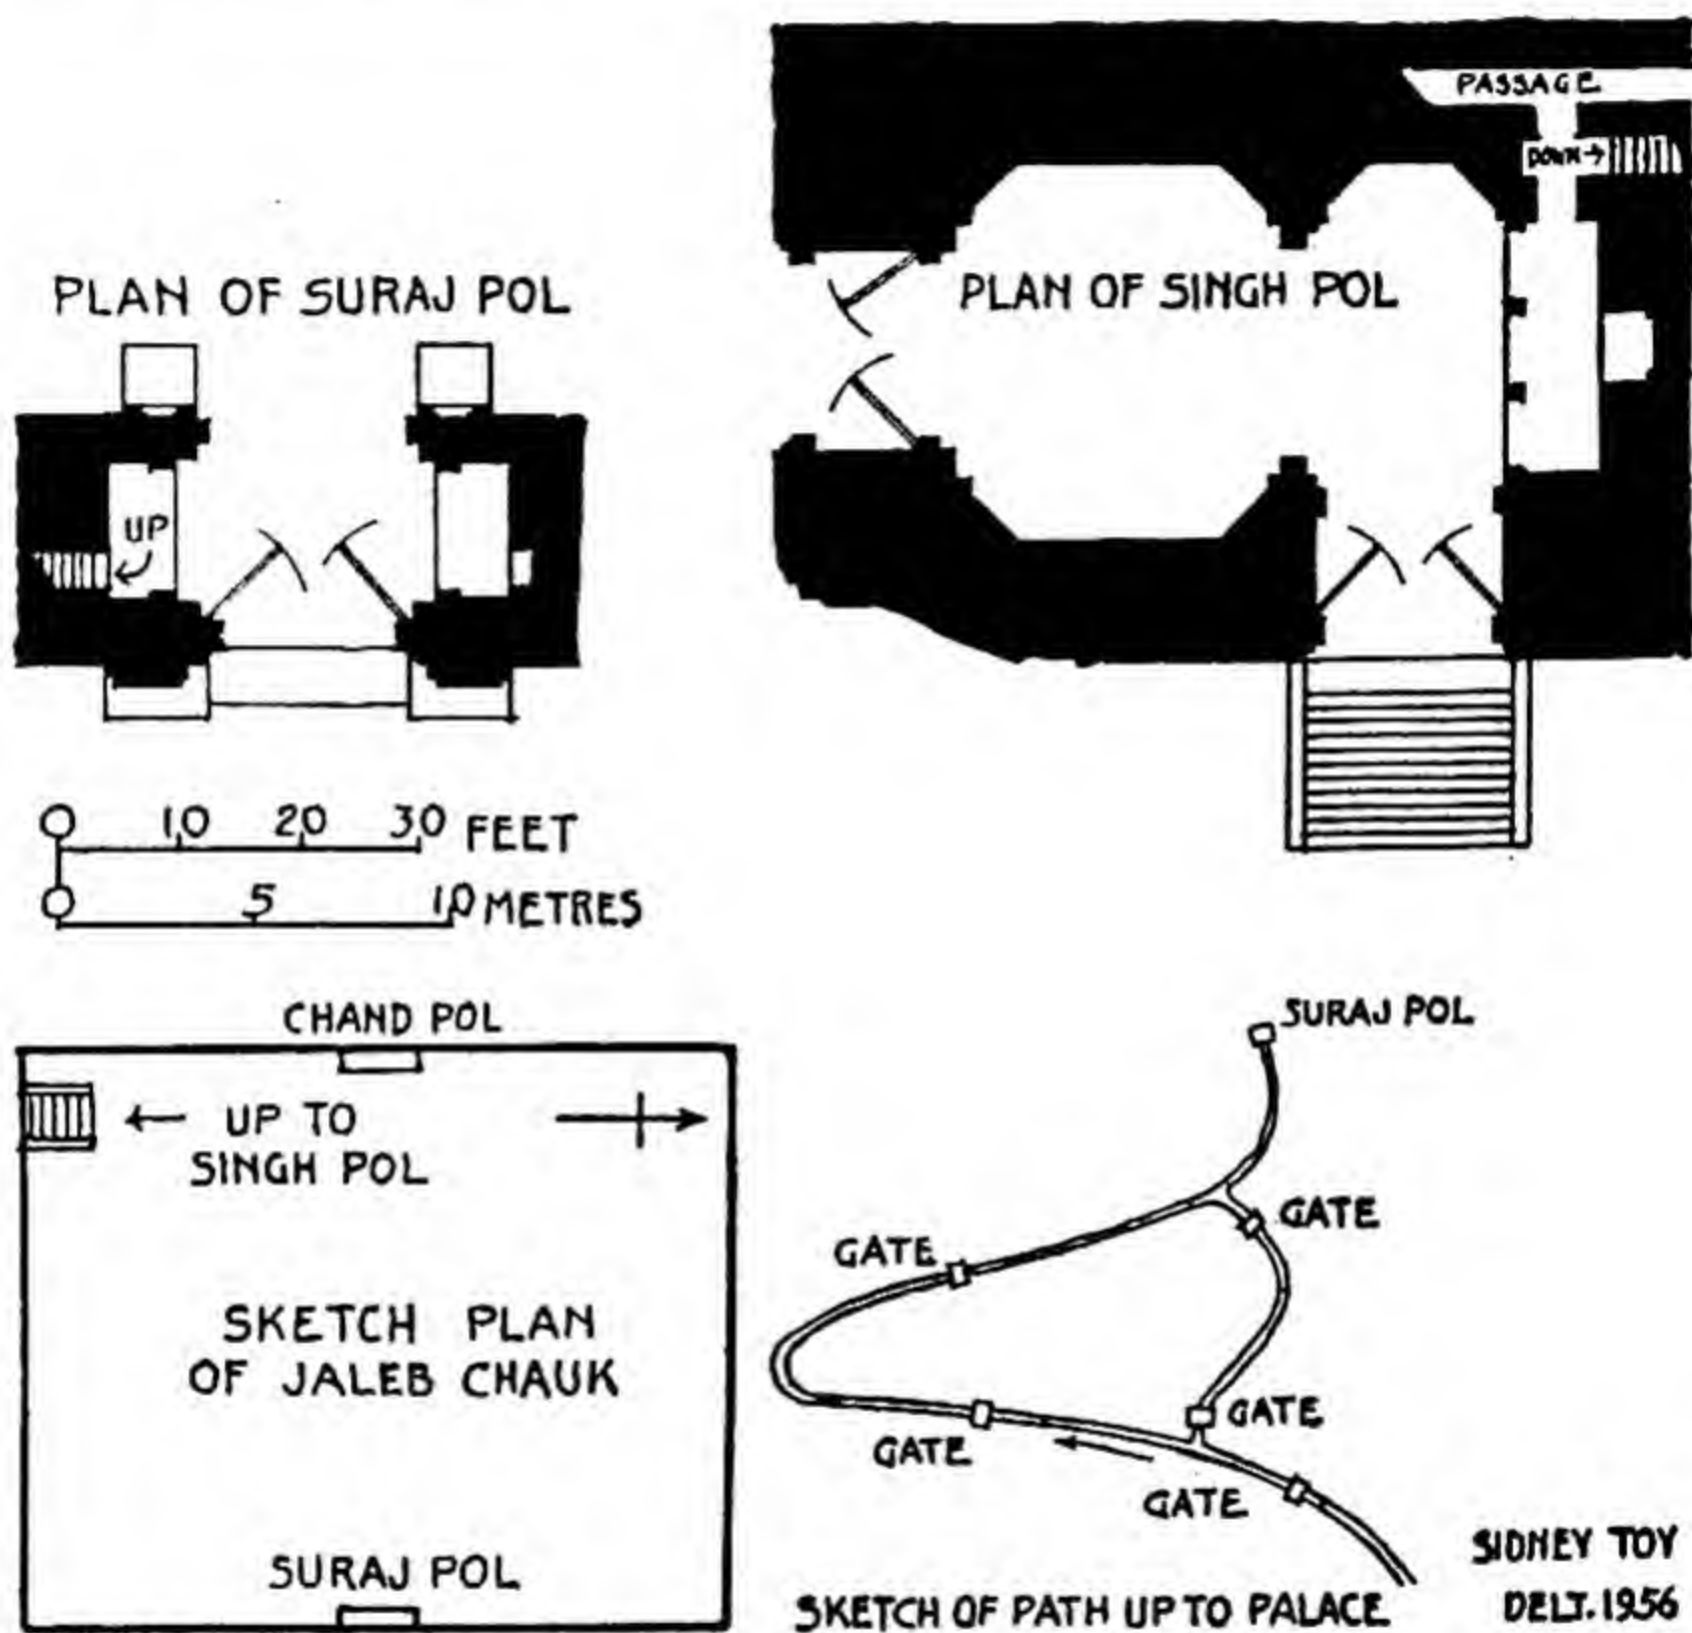 PASSAGE
DOWN
PLAN OF SURAJ POL
PLAN OF SINGH POL
UP
0 10 20 30 FEET
0 5 10 METRES
CHAND POL
UP TO
SINGH POL
SKETCH PLAN
OF JALEB CHAUK
SURAJ POL
SURAJ POL
GATE
GATE
GATE
GATE
GATE
SKETCH OF PATH UP TO PALACE
SIDNEY TOY
DELT. 1956